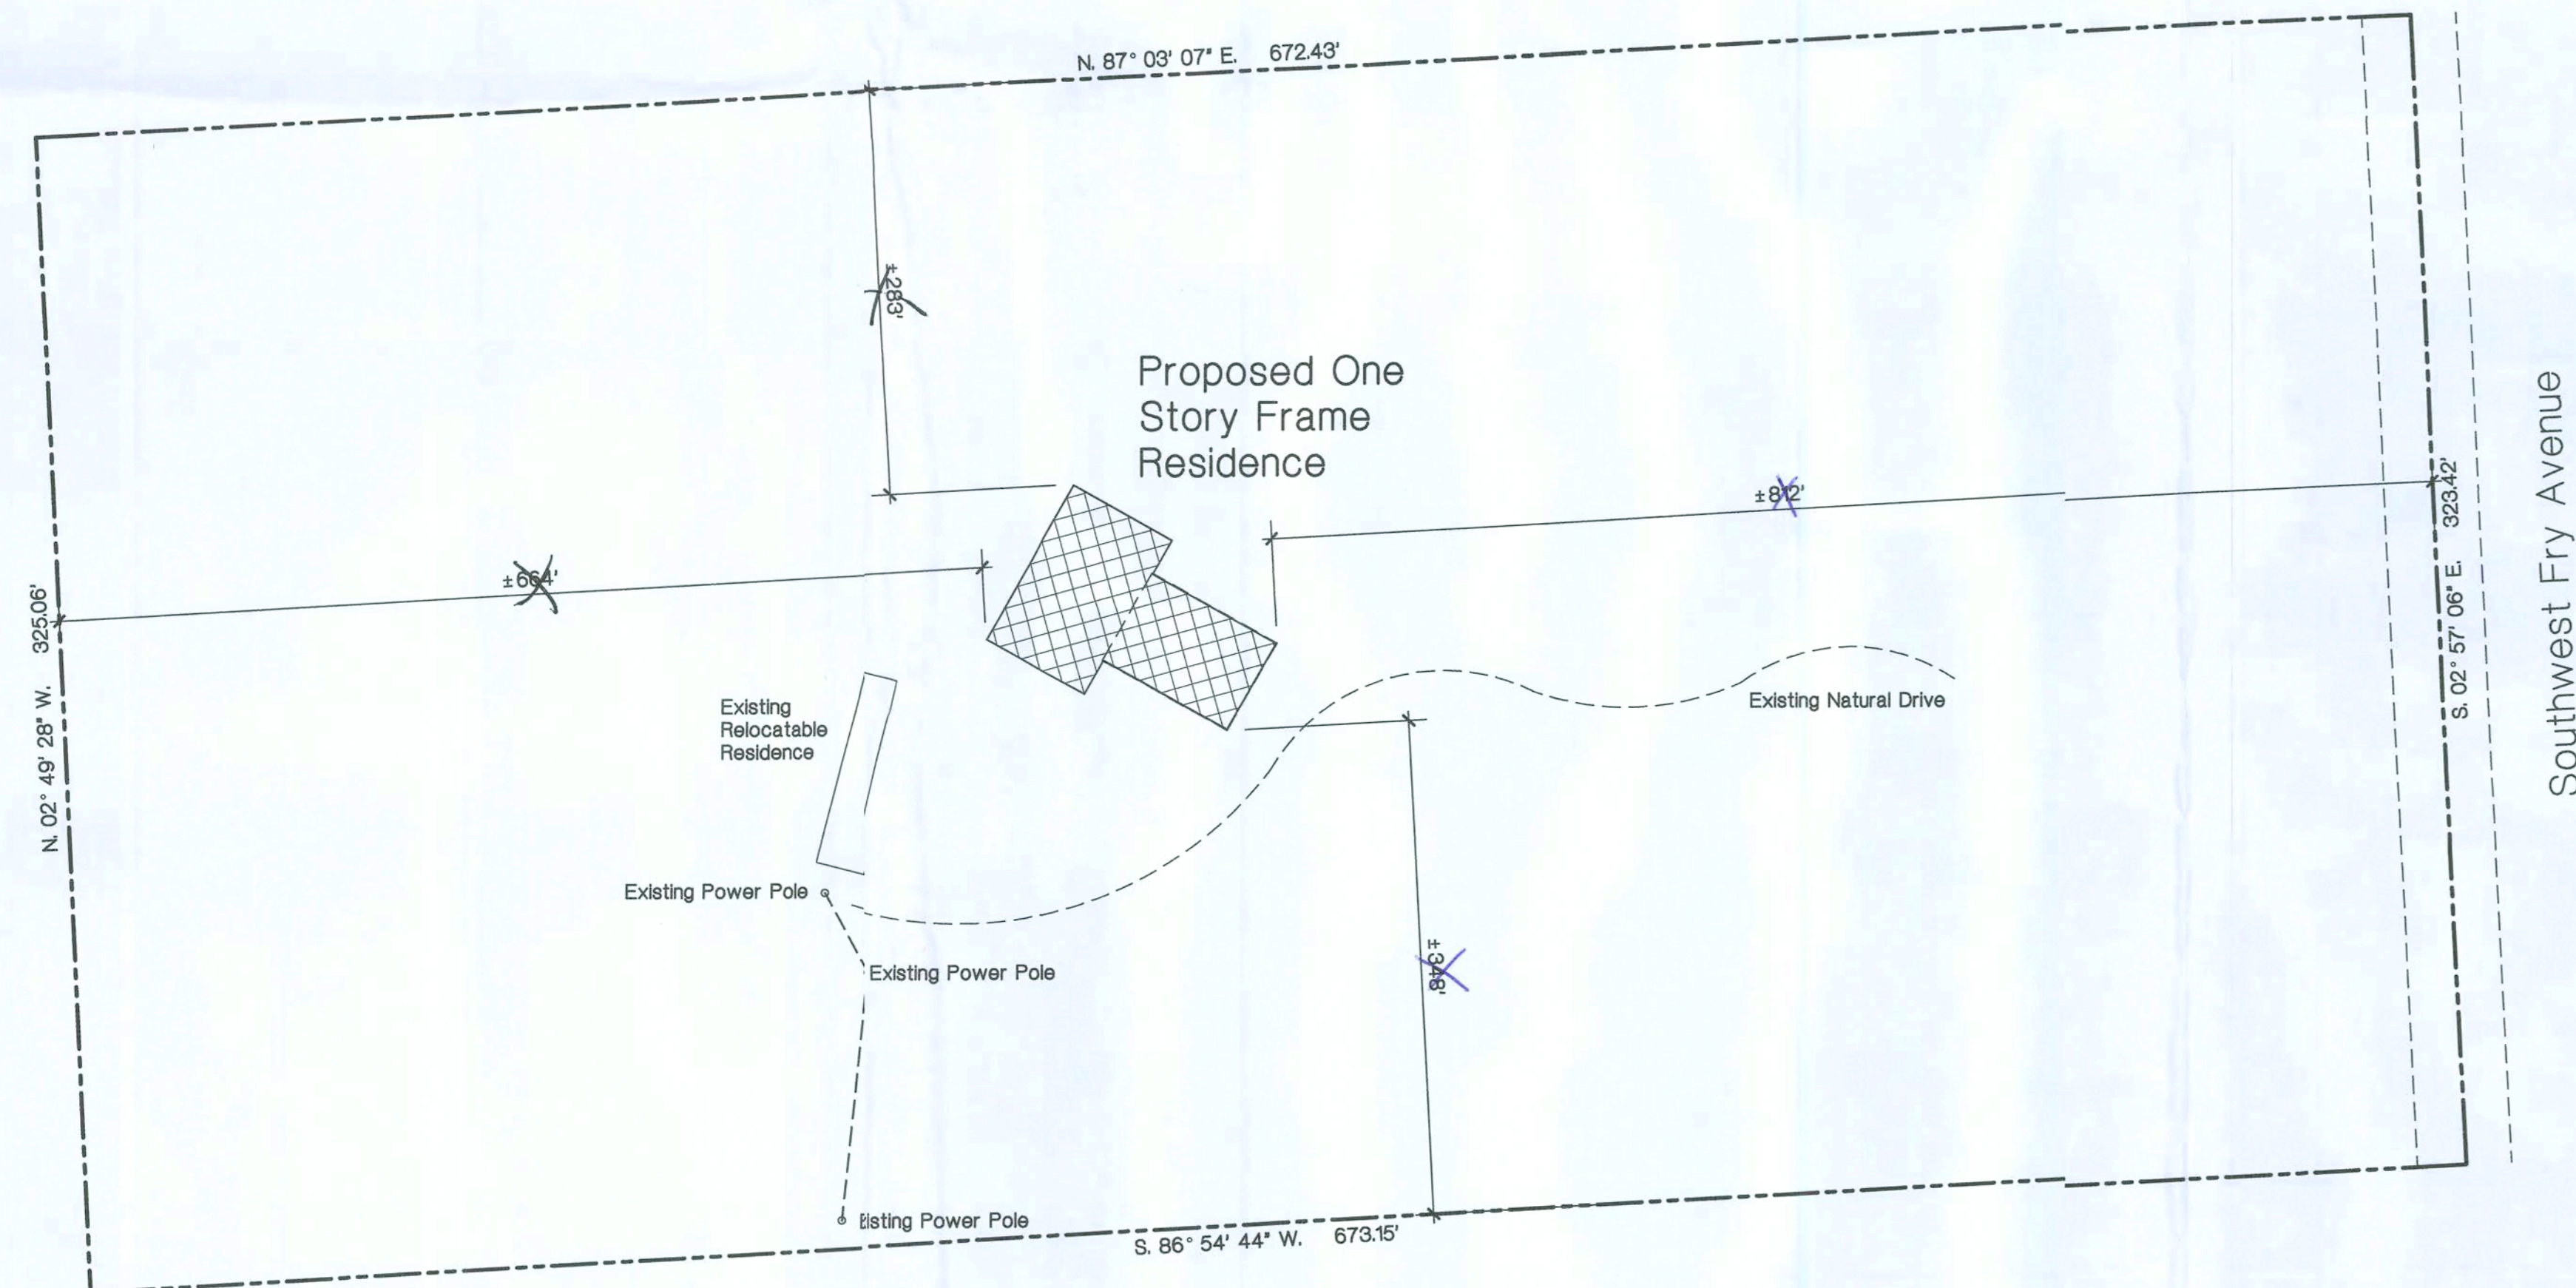 N. 87° 03' 07" E. 672.43'
±283'
Proposed One
Story Frame
Residence
±812'
±664'
N. 02° 49' 28" W. 325.06'
S. 02° 57' 06" E. 323.42'
Southwest Fry Avenue
Existing
Relocatable
Residence
Existing Natural Drive
Existing Power Pole
Existing Power Pole
±348'
isting Power Pole
S. 86° 54' 44" W. 673.15'